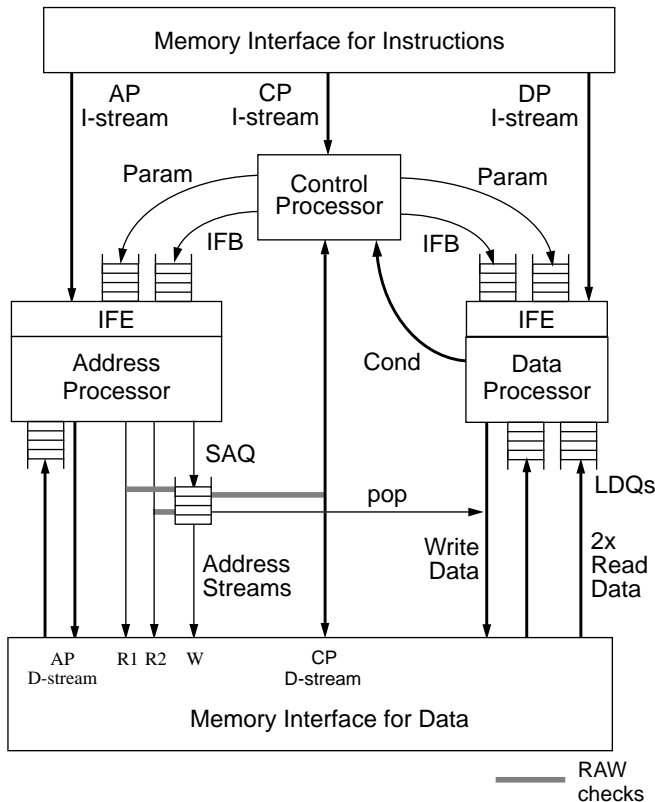 Memory Interface for Instructions
AP
I-stream
CP
I-stream
DP
I-stream
Param
Control
Processor
Param
IFB
IFB
IFE
IFE
Address
Processor
Cond
Data
Processor
SAQ
LDQs
pop
Address
Streams
Write
Data
2x
Read
Data
AP
D-stream
R1
R2
W
CP
D-stream
Memory Interface for Data
RAW
checks